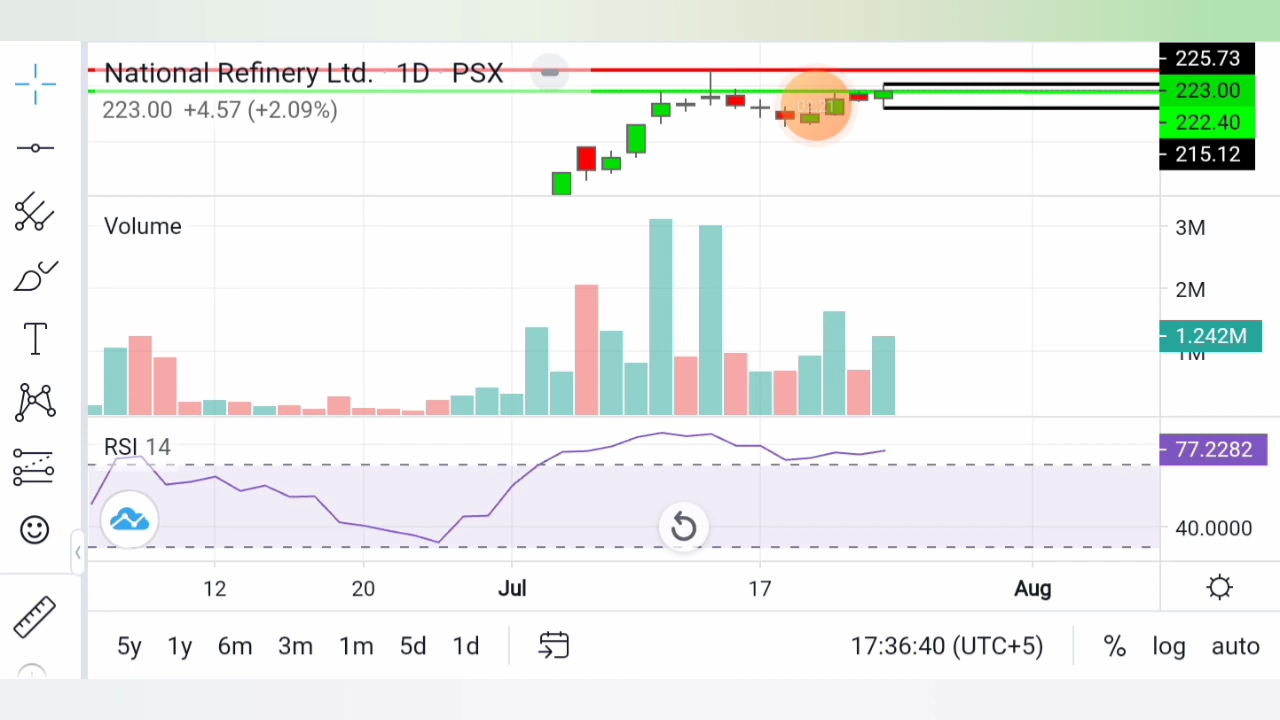 National Refinery Ltd. · 1D · PSX
223.00 +4.57 (+2.09%)
225.73
223.00
222.40
215.12
Volume
3M
2M
1.242M
1M
RSI 14
77.2282
40.0000
12 20 Jul 17 Aug
5y 1y 6m 3m 1m 5d 1d
17:36:40 (UTC+5) % log auto